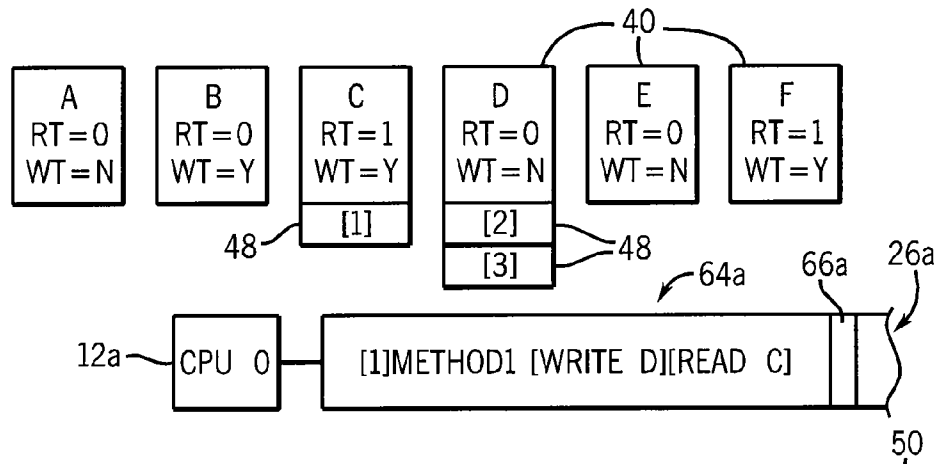 40
A
RT=0
WT=N
B
RT=0
WT=Y
C
RT=1
WT=Y
[1]
D
RT=0
WT=N
[2]
[3]
E
RT=0
WT=N
F
RT=1
WT=Y
48
48
64a
66a
26a
12a
CPU 0
[1]METHOD1 [WRITE D][READ C]
50